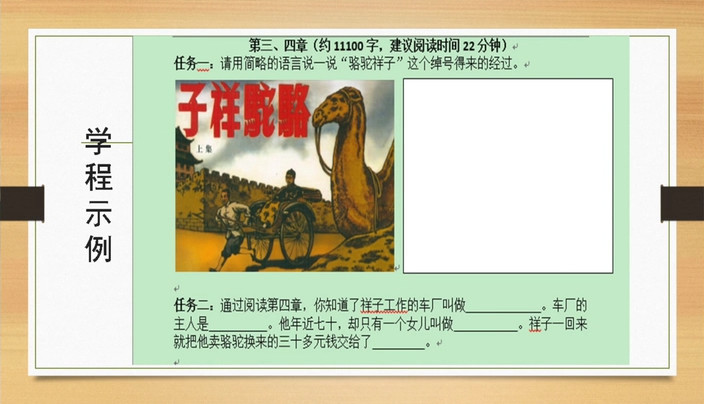 第三、四章（约 11100 字，建议阅读时间 22 分钟）
任务一：请用简略的语言说一说“骆驼祥子”这个绰号得来的经过。
子祥駝駱
上集
学程示例
任务二：通过阅读第四章，你知道了祥子工作的车厂叫做__________。车厂的
主人是________。他年近七十，却只有一个女儿叫做_________。祥子一回来
就把他卖骆驼换来的三十多元钱交给了_______。